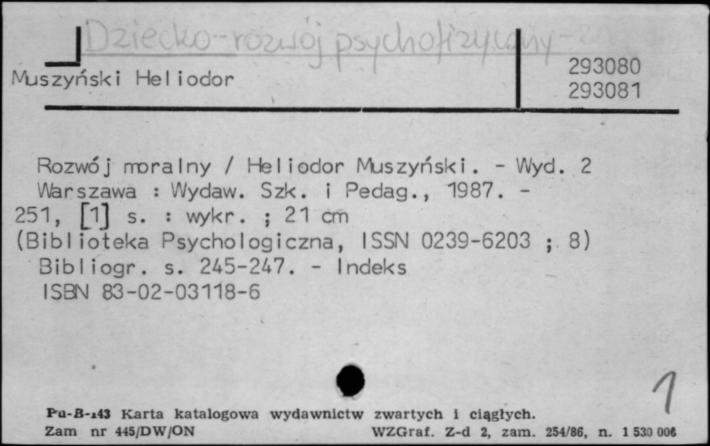 Dziecko-rozwój psychofizyczny-
Muszyński Heliodor
293080
293081
Rozwój moralny / Heliodor Muszyński. - Wyd. 2
Warszawa : Wydaw. Szk. i Pedag., 1987. -
251, [1] s. : wykr. ; 21 cm
(Biblioteka Psychologiczna, ISSN 0239-6203 ; 8)
Bibliogr. s. 245-247. - Indeks
ISBN 83-02-03118-6
1
Pu-B-143 Karta katalogowa wydawnictw zwartych i ciągłych.
Zam nr 445/DW/ON WZGraf. Z-d 2, zam. 254/86, n. 1 530 006